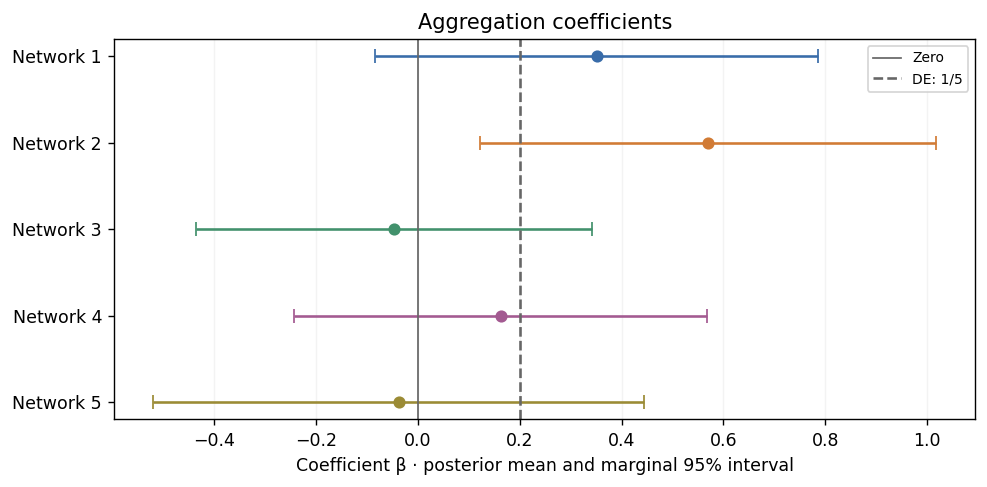 Aggregation coefficients
Zero
DE: 1/5
Network 1
Network 2
Network 3
Network 4
Network 5
−0.4 −0.2 0.0 0.2 0.4 0.6 0.8 1.0
Coefficient β · posterior mean and marginal 95% interval